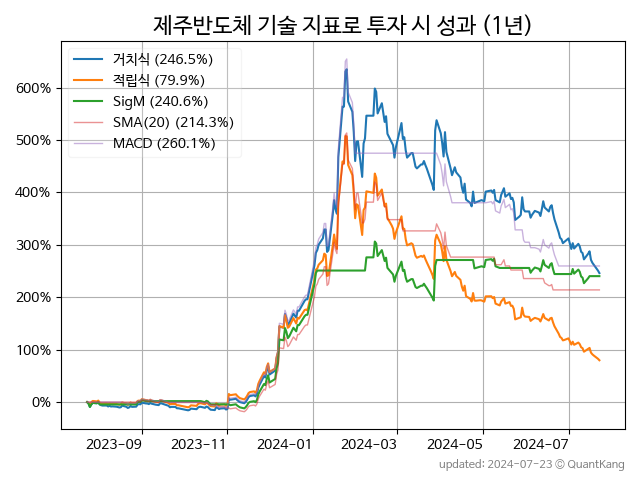 제주반도체 기술 지표로 투자 시 성과 (1년)
거치식 (246.5%)
적립식 (79.9%)
SigM (240.6%)
SMA(20) (214.3%)
MACD (260.1%)
600%
500%
400%
300%
200%
100%
0%
2023-09 2023-11 2024-01 2024-03 2024-05 2024-07
updated: 2024-07-23 © QuantKang